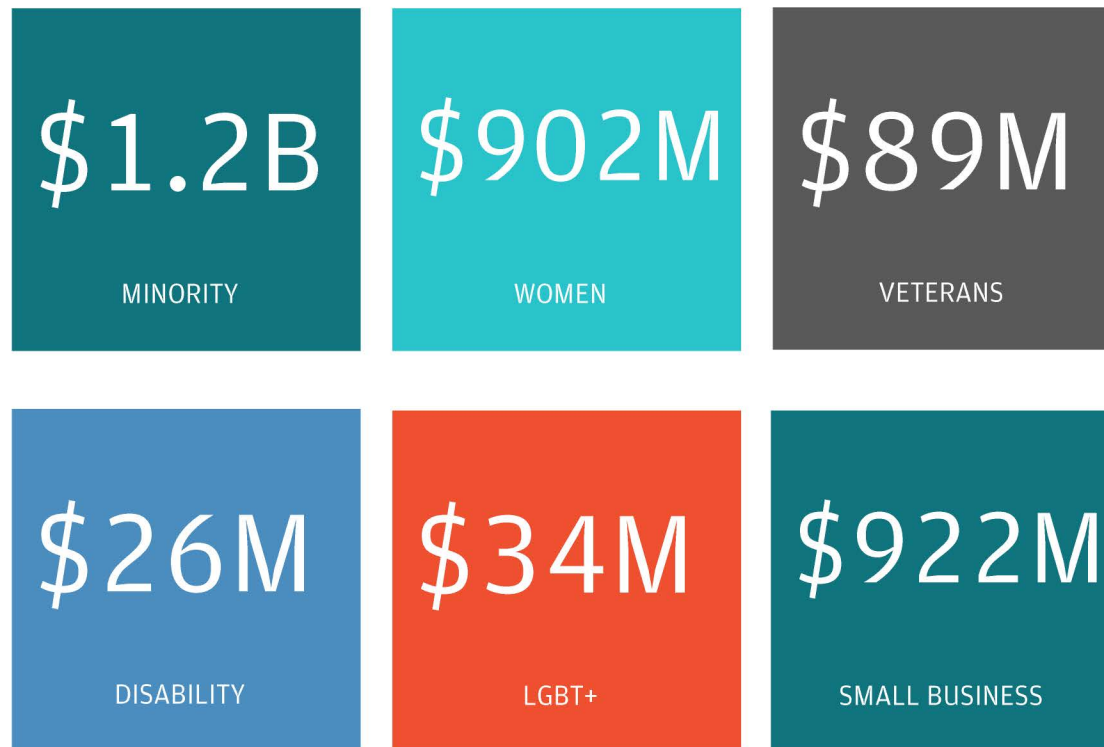 $1.2B
MINORITY
$902M
WOMEN
$89M
VETERANS
$26M
DISABILITY
$34M
LGBT+
$922M
SMALL BUSINESS